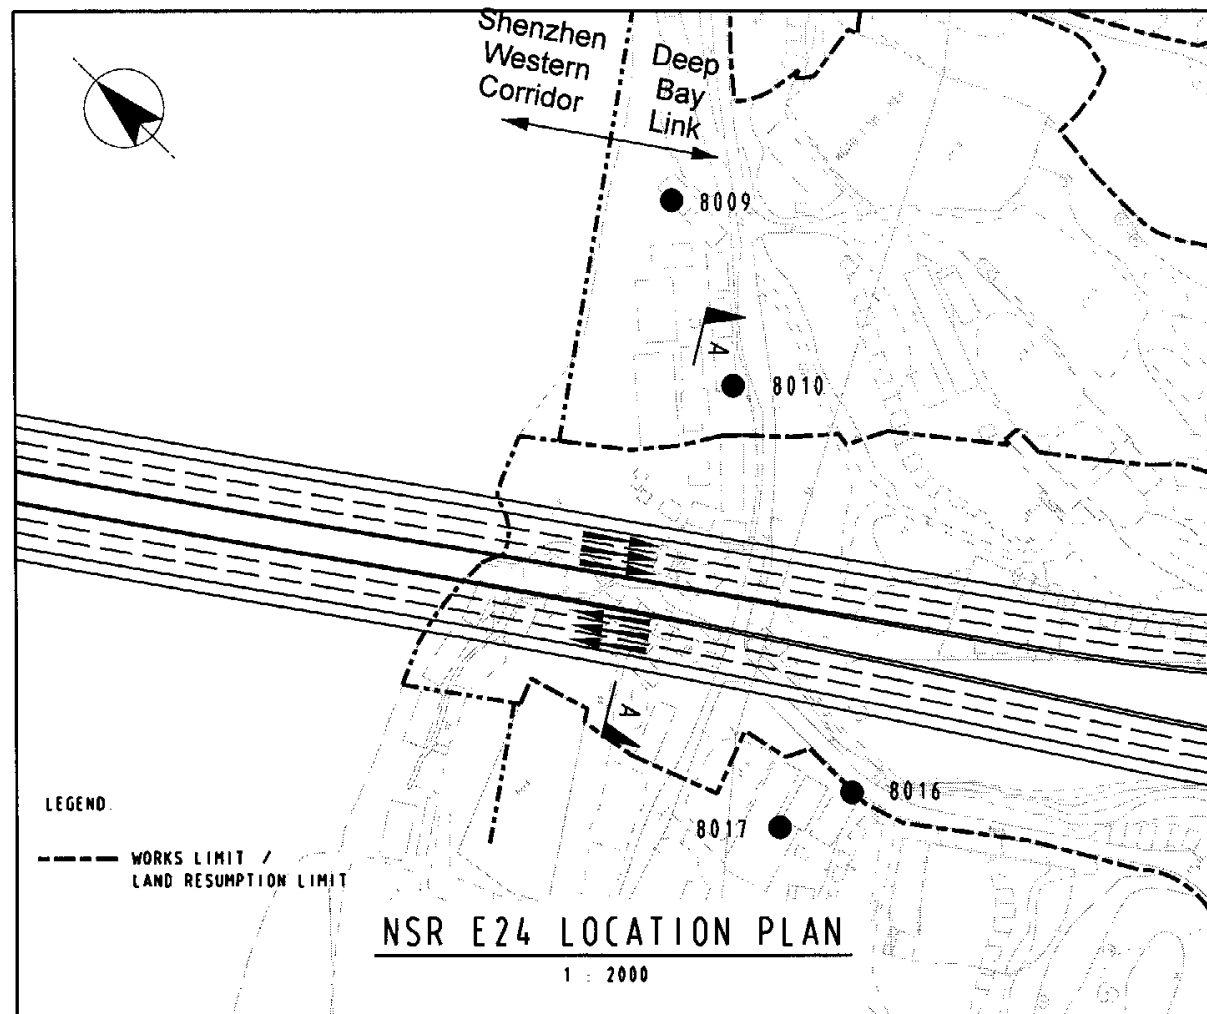 Shenzhen
Western
Corridor
Deep
Bay
Link
8009
A
8010
A
8016
8017
LEGEND
WORKS LIMIT /
LAND RESUMPTION LIMIT
NSR E24 LOCATION PLAN
1 : 2000